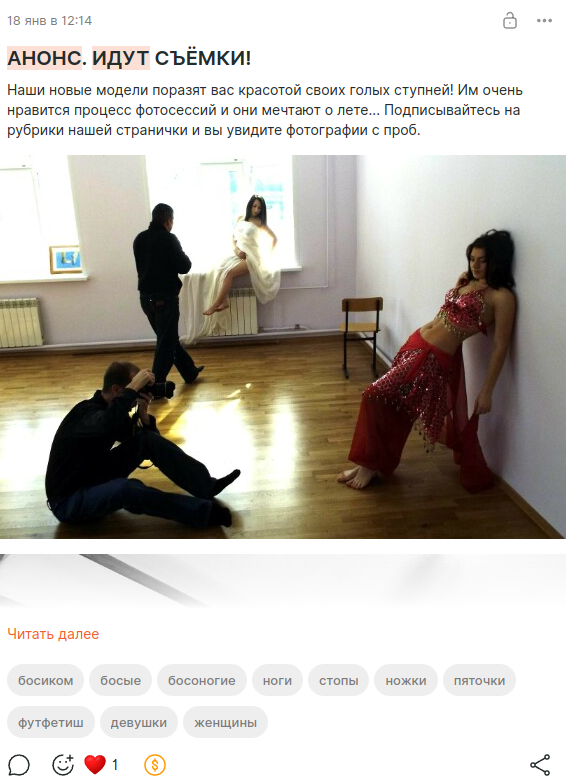 18 янв в 12:14
АНОНС. ИДУТ СЪЁМКИ!
Наши новые модели поразят вас красотой своих голых ступней! Им очень
нравится процесс фотосессий и они мечтают о лете... Подписывайтесь на
рубрики нашей странички и вы увидите фотографии с проб.
Читать далее
босиком босые босоногие ноги стопы ножки пяточки
футфетиш девушки женщины
1